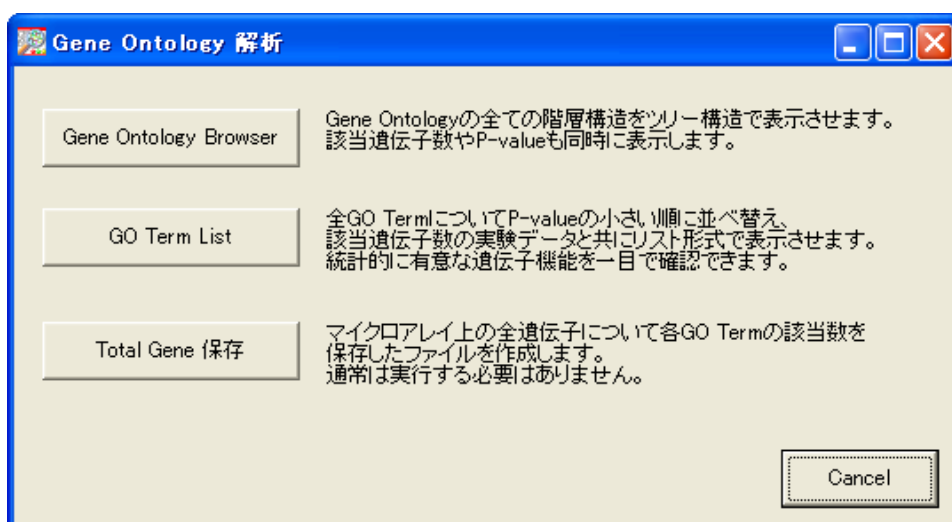 Gene Ontology 解析
Gene Ontology Browser
Gene Ontologyの全ての階層構造をツリー構造で表示させます。
該当遺伝子数やP-valueも同時に表示します。
GO Term List
全GO TermについてP-valueの小さい順に並べ替え、
該当遺伝子数の実験データと共にリスト形式で表示させます。
統計的に有意な遺伝子機能を一目で確認できます。
Total Gene 保存
マイクロアレイ上の全遺伝子について各GO Termの該当数を
保存したファイルを作成します。
通常は実行する必要はありません。
Cancel